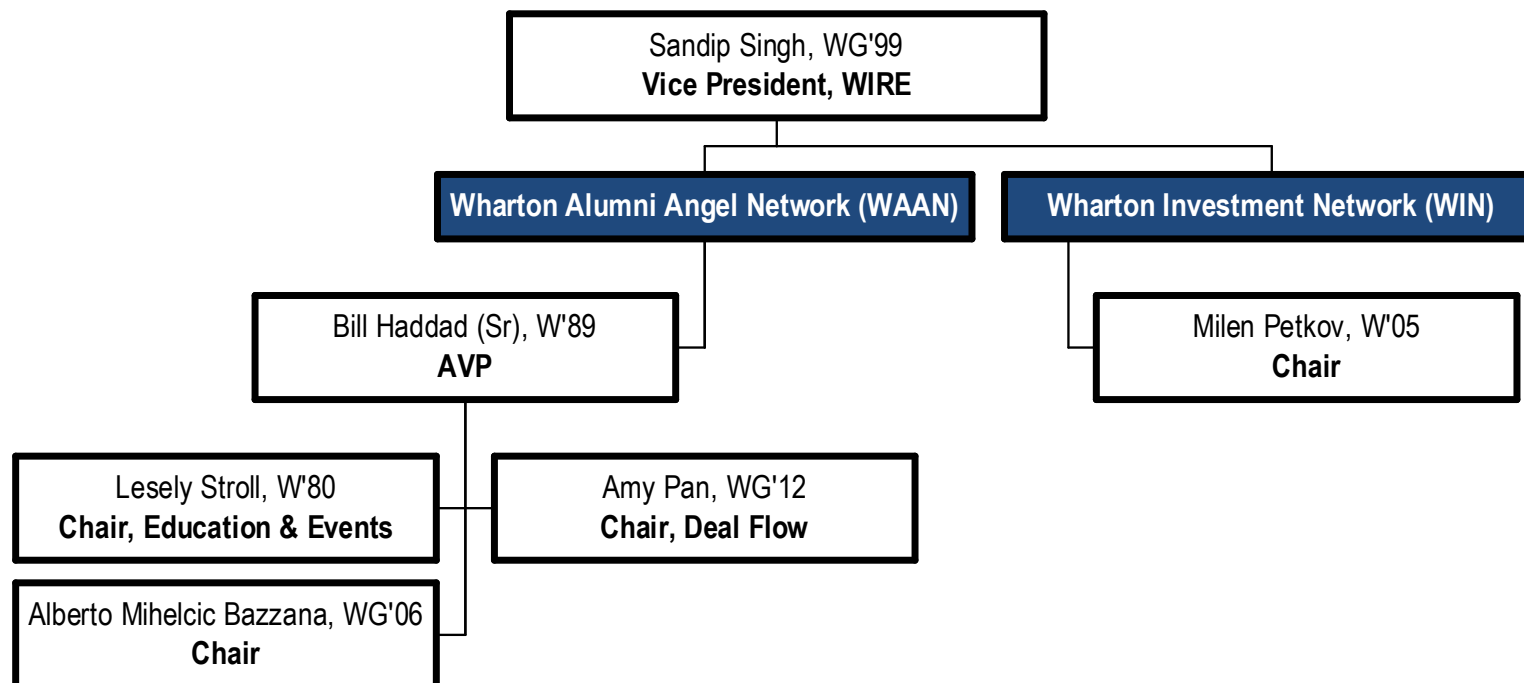 Sandip Singh, WG'99
Vice President, WIRE
Wharton Alumni Angel Network (WAAN)
Wharton Investment Network (WIN)
Bill Haddad (Sr), W'89
AVP
Milen Petkov, W'05
Chair
Lesely Stroll, W'80
Chair, Education & Events
Amy Pan, WG'12
Chair, Deal Flow
Alberto Mihelcic Bazzana, WG'06
Chair